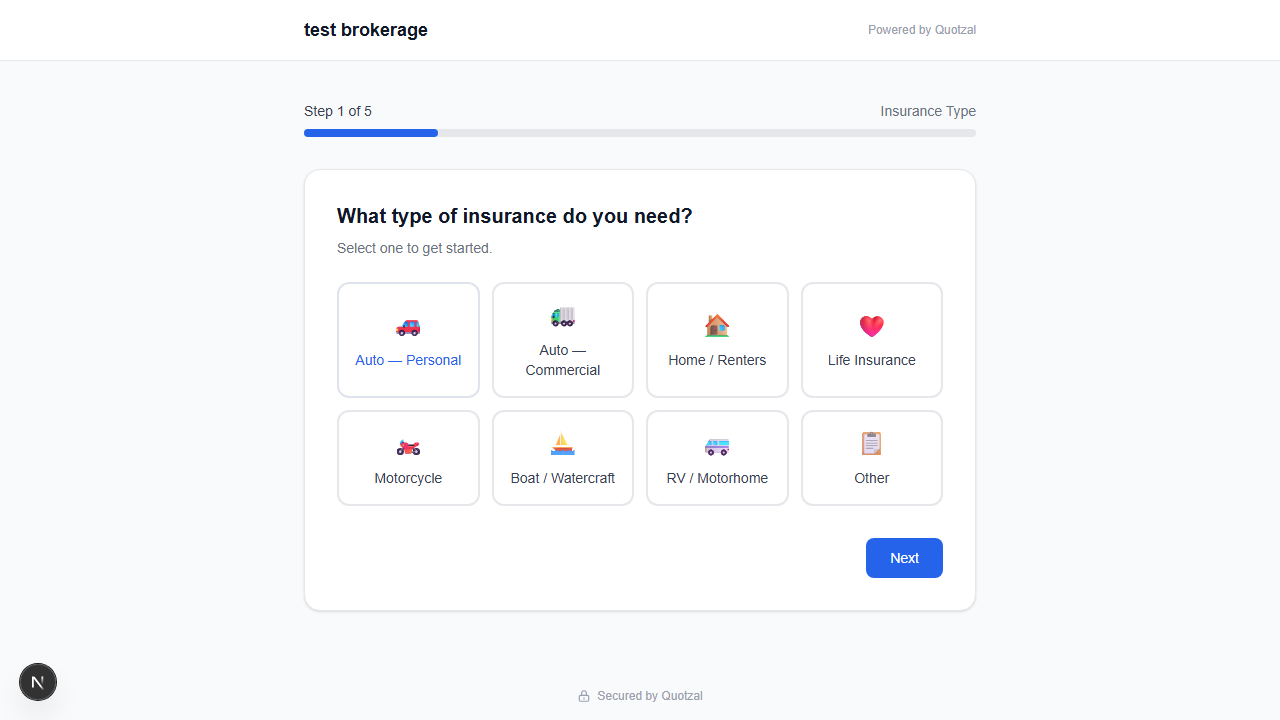 test brokerage
Powered by Quotzal
Step 1 of 5
Insurance Type
What type of insurance do you need?
Select one to get started.
Auto — Personal
Auto —
Commercial
Home / Renters
Life Insurance
Motorcycle
Boat / Watercraft
RV / Motorhome
Other
Next
N
Secured by Quotzal